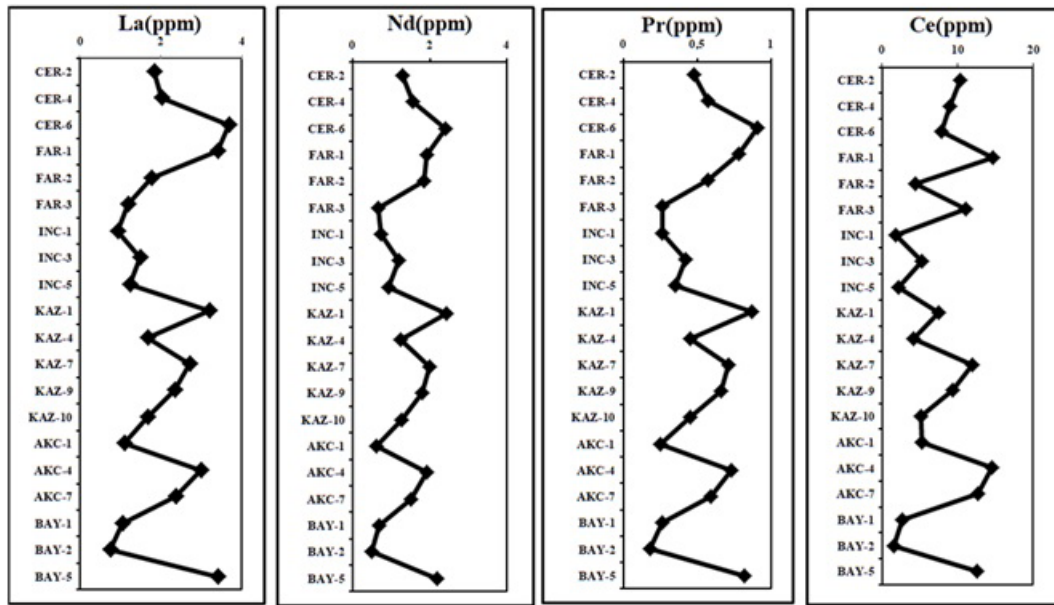 La(ppm)
0 2 4
CER-2
CER-4
CER-6
FAR-1
FAR-2
FAR-3
INC-1
INC-3
INC-5
KAZ-1
KAZ-4
KAZ-7
KAZ-9
KAZ-10
AKC-1
AKC-4
AKC-7
BAY-1
BAY-2
BAY-5
Nd(ppm)
0 2 4
CER-2
CER-4
CER-6
FAR-1
FAR-2
FAR-3
INC-1
INC-3
INC-5
KAZ-1
KAZ-4
KAZ-7
KAZ-9
KAZ-10
AKC-1
AKC-4
AKC-7
BAY-1
BAY-2
BAY-5
Pr(ppm)
0 0,5 1
CER-2
CER-4
CER-6
FAR-1
FAR-2
FAR-3
INC-1
INC-3
INC-5
KAZ-1
KAZ-4
KAZ-7
KAZ-9
KAZ-10
AKC-1
AKC-4
AKC-7
BAY-1
BAY-2
BAY-5
Ce(ppm)
0 10 20
CER-2
CER-4
CER-6
FAR-1
FAR-2
FAR-3
INC-1
INC-3
INC-5
KAZ-1
KAZ-4
KAZ-7
KAZ-9
KAZ-10
AKC-1
AKC-4
AKC-7
BAY-1
BAY-2
BAY-5